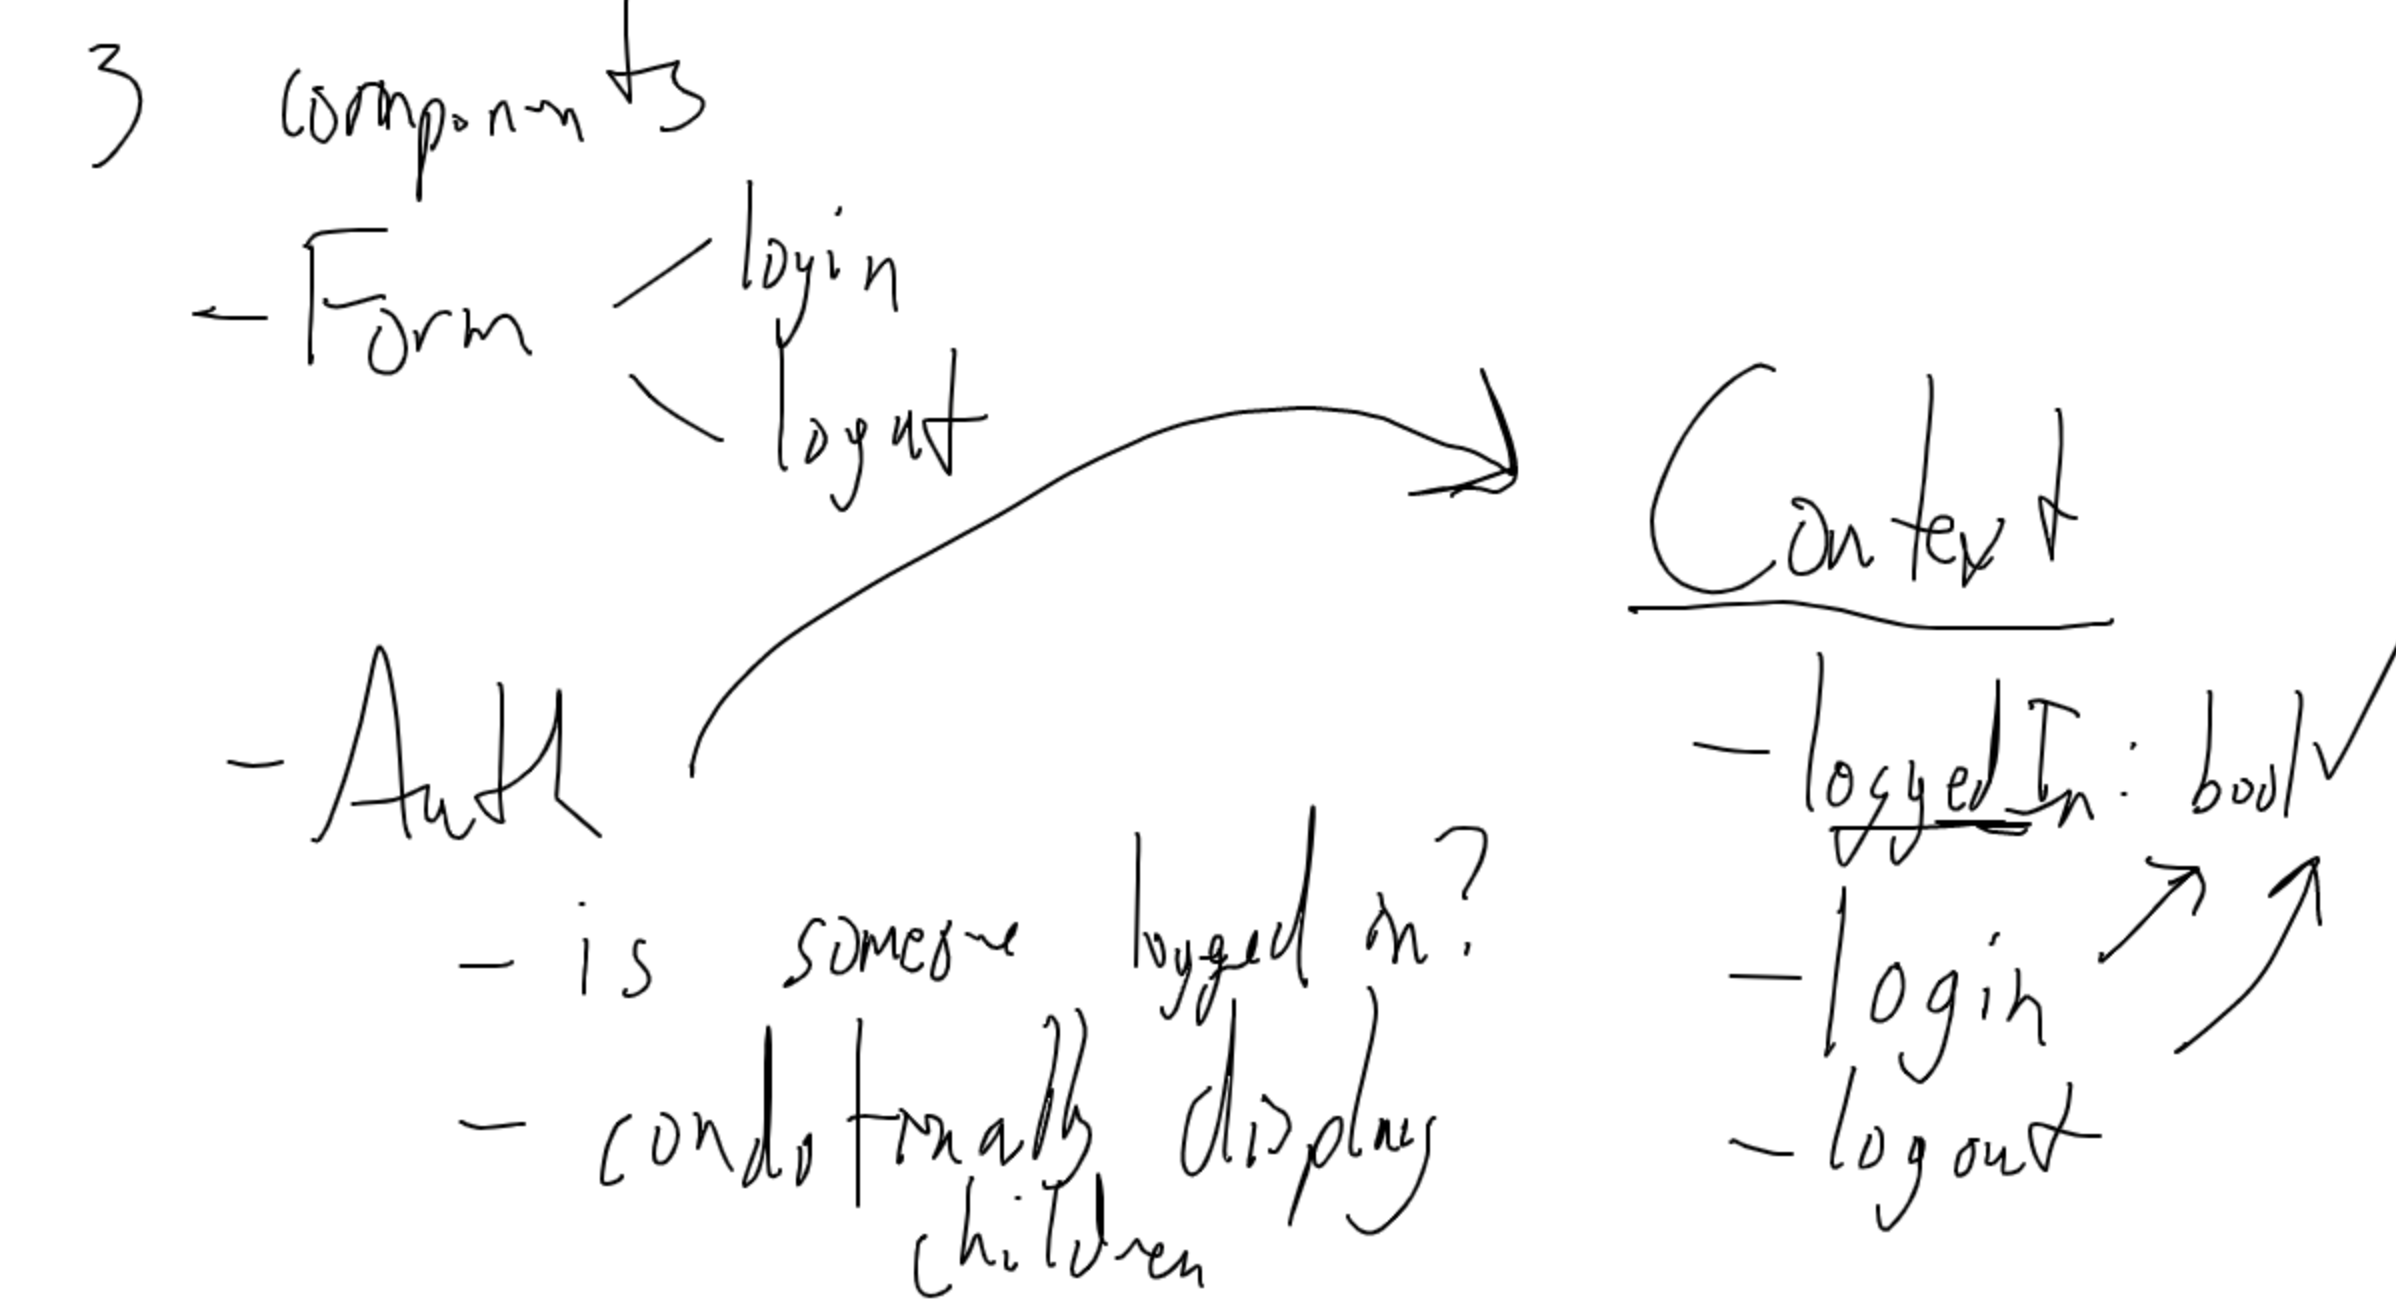 3 components
- Form
login
logout
- Auth
- is someone logged in?
- conditionally display
children
Context
- loggedIn: bool
- login
- logout